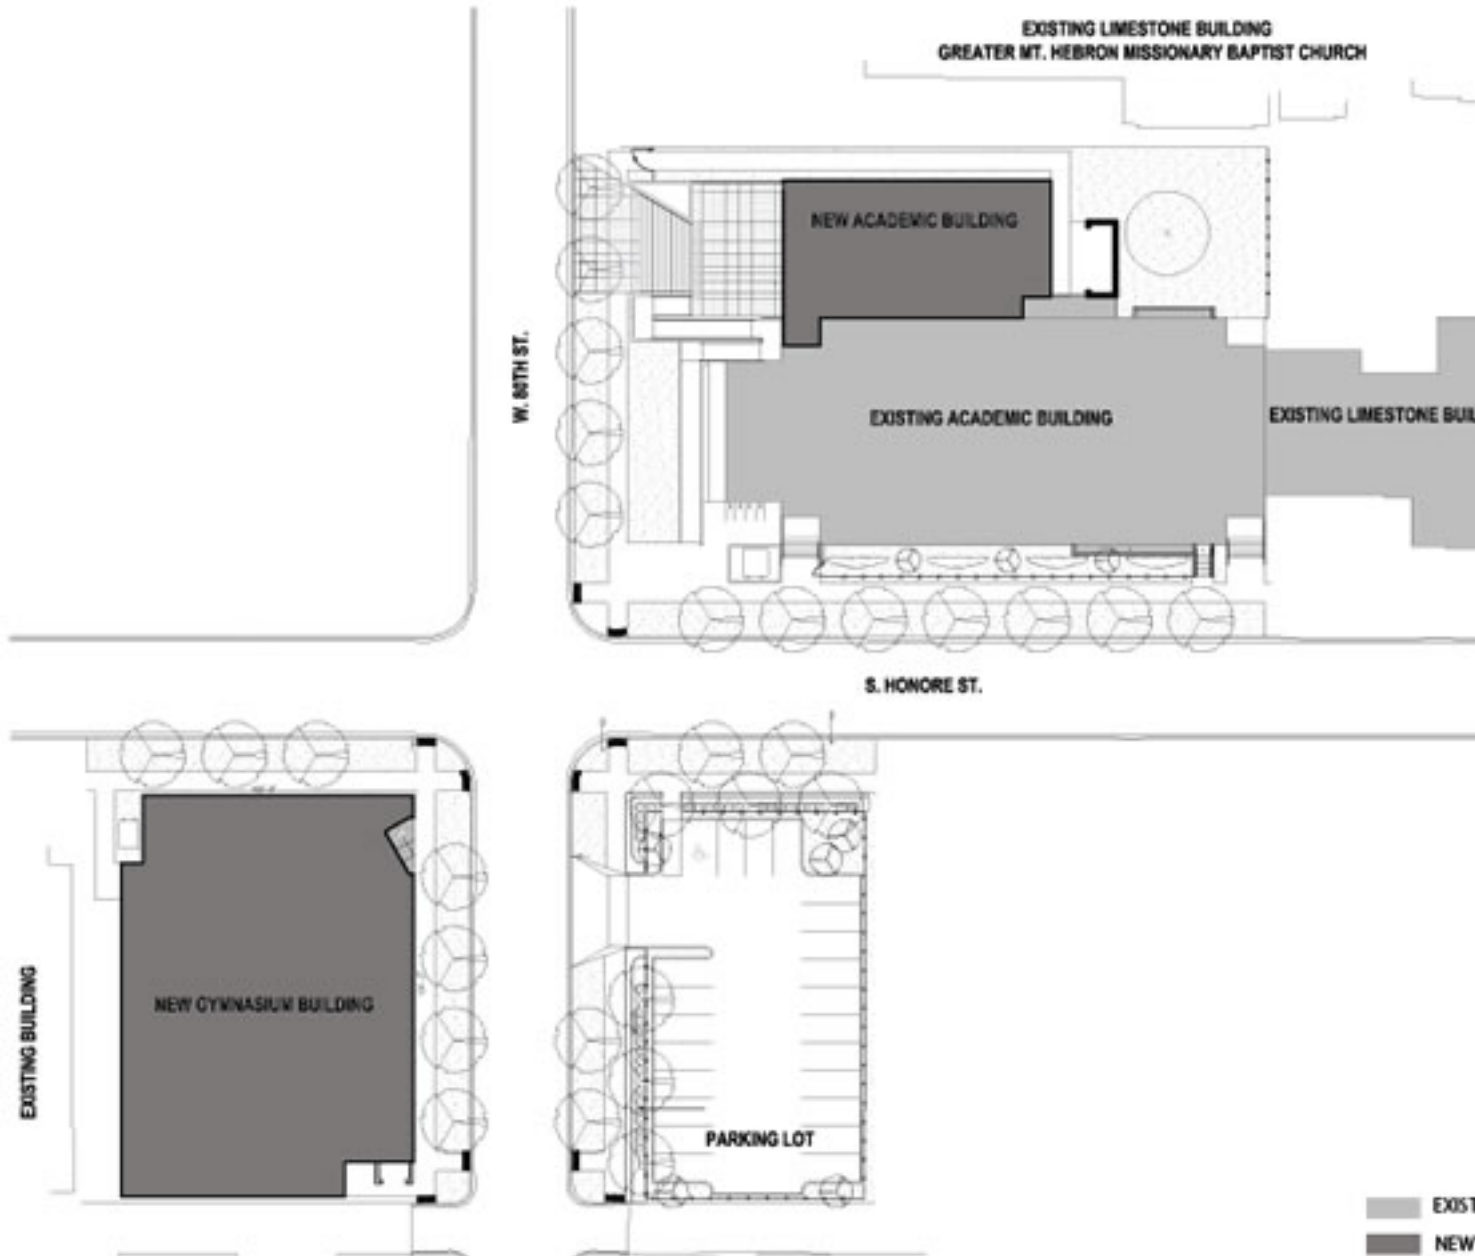 EXISTING LIMESTONE BUILDING
GREATER MT. HEBRON MISSIONARY BAPTIST CHURCH
NEW ACADEMIC BUILDING
W. 80TH ST.
EXISTING ACADEMIC BUILDING
EXISTING LIMESTONE BUIL
S. HONORE ST.
NEW GYMNASIUM BUILDING
EXISTING BUILDING
PARKING LOT
EXIST
NEW